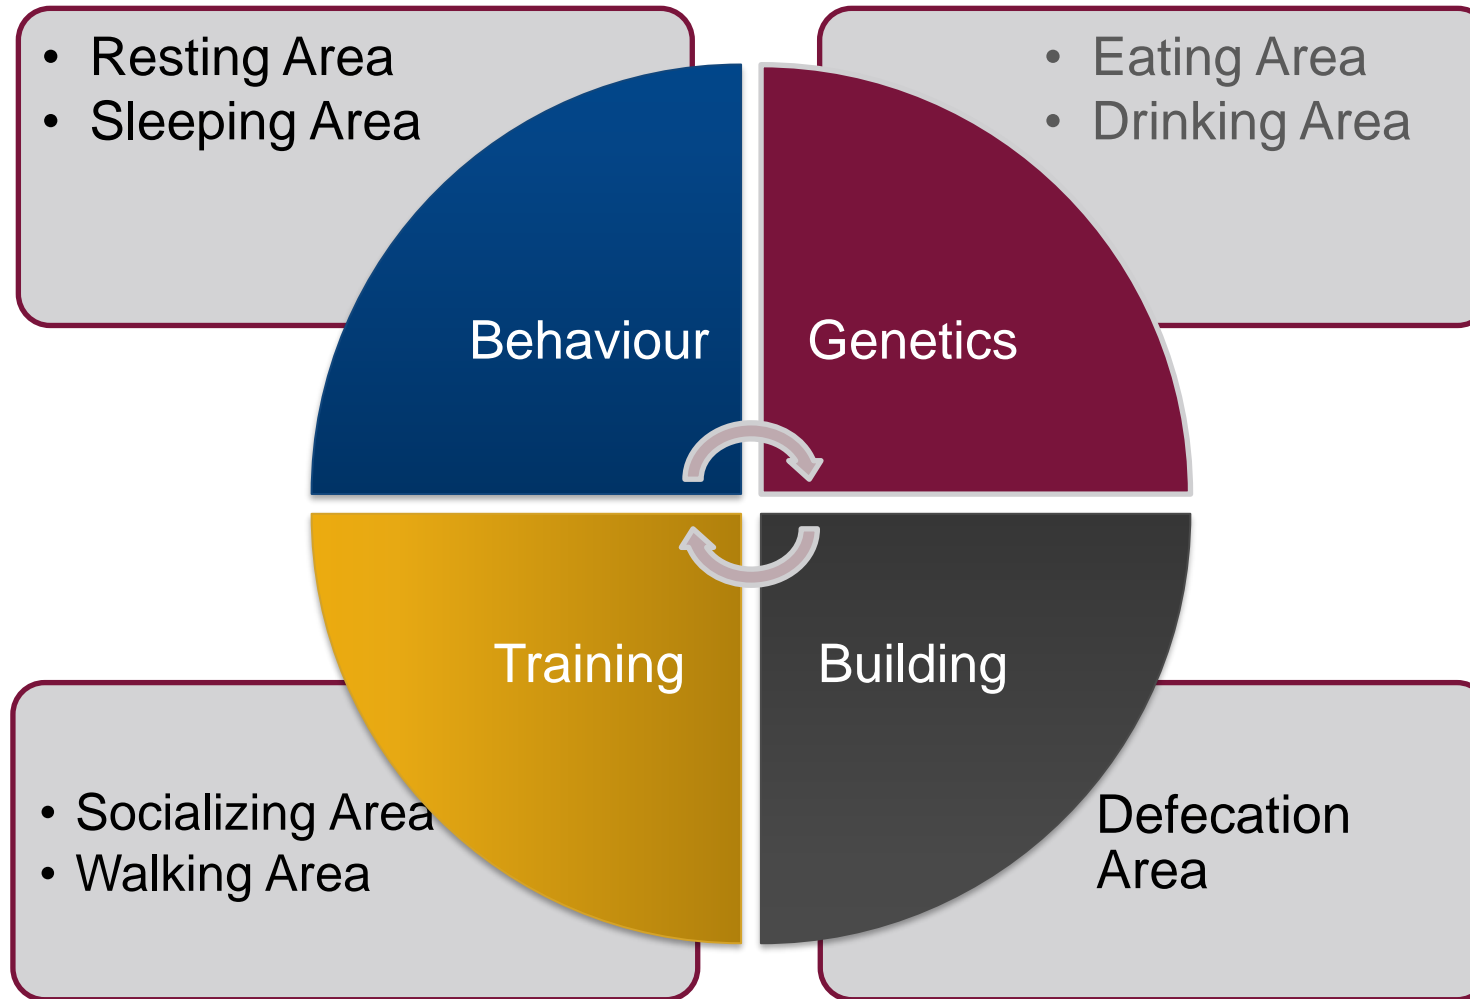 • Resting Area
• Sleeping Area
• Eating Area
• Drinking Area
Behaviour
Genetics
Training
Building
• Socializing Area
• Walking Area
Defecation
Area